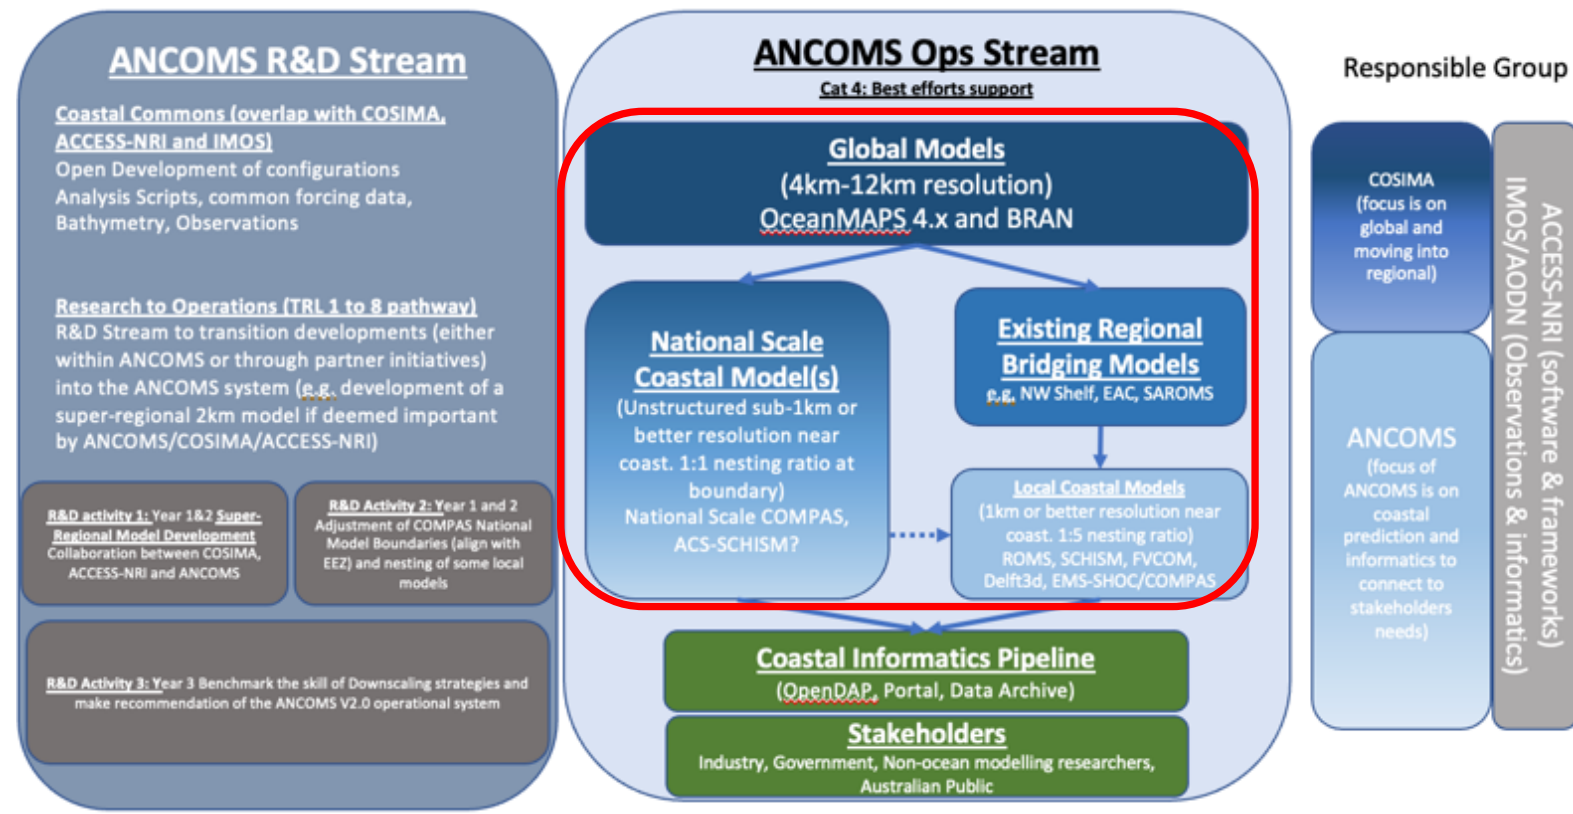 ANCOMS R&D Stream
Coastal Commons (overlap with COSIMA,
ACCESS-NRI and IMOS)
Open Development of configurations
Analysis Scripts, common forcing data,
Bathymetry, Observations
Research to Operations (TRL 1 to 8 pathway)
R&D Stream to transition developments (either
within ANCOMS or through partner initiatives)
into the ANCOMS system (e.g. development of a
super-regional 2km model if deemed important
by ANCOMS/COSIMA/ACCESS-NRI)
R&D activity 1: Year 1&2 Super-
Regional Model Development
Collaboration between COSIMA,
ACCESS-NRI and ANCOMS
R&D Activity 2: Year 1 and 2
Adjustment of COMPAS National
Model Boundaries (align with
EEZ) and nesting of some local
models
R&D Activity 3: Year 3 Benchmark the skill of Downscaling strategies and
make recommendation of the ANCOMS V2.0 operational system
ANCOMS Ops Stream
Cat 4: Best efforts support
Global Models
(4km-12km resolution)
OceanMAPS 4.x and BRAN
National Scale
Coastal Model(s)
(Unstructured sub-1km or
better resolution near
coast. 1:1 nesting ratio at
boundary)
National Scale COMPAS,
ACS-SCHISM?
Existing Regional
Bridging Models
e.g. NW Shelf, EAC, SAROMS
Local Coastal Models
(1km or better resolution near
coast. 1:5 nesting ratio)
ROMS, SCHISM, FVCOM,
Delft3d, EMS-SHOC/COMPAS
Coastal Informatics Pipeline
(OpenDAP, Portal, Data Archive)
Stakeholders
Industry, Government, Non-ocean modelling researchers,
Australian Public
Responsible Group
COSIMA
(focus is on
global and
moving into
regional)
ANCOMS
(focus of
ANCOMS is on
coastal
prediction and
informatics to
connect to
stakeholders
needs)
ACCESS-NRI (software & frameworks)
IMOS/AODN (Observations & informatics)